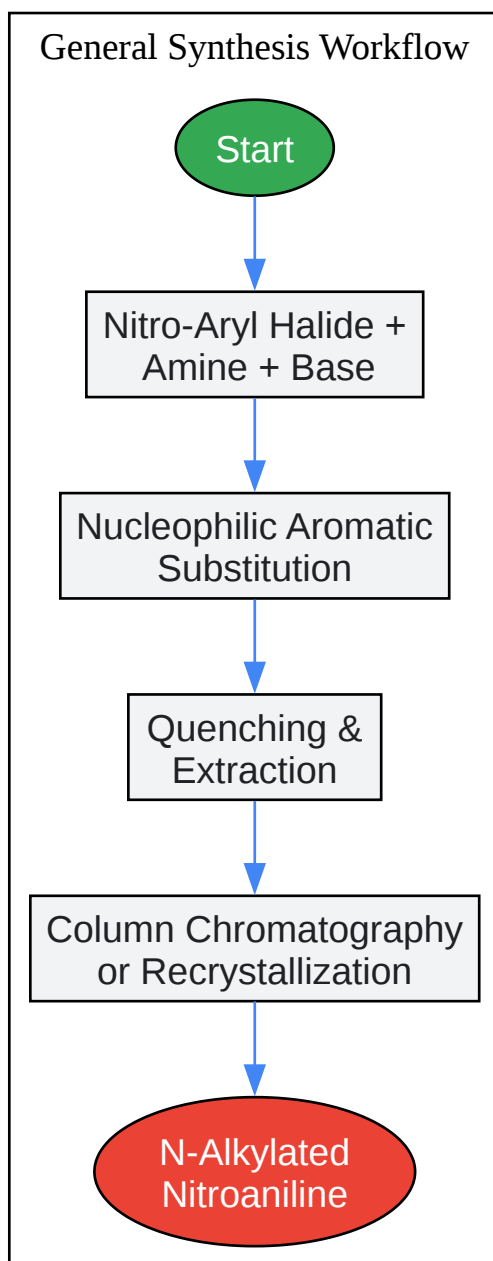 General Synthesis Workflow
Start
Nitro-Aryl Halide +
Amine + Base
Nucleophilic Aromatic
Substitution
Quenching &
Extraction
Column Chromatography
or Recrystallization
N-Alkylated
Nitroaniline